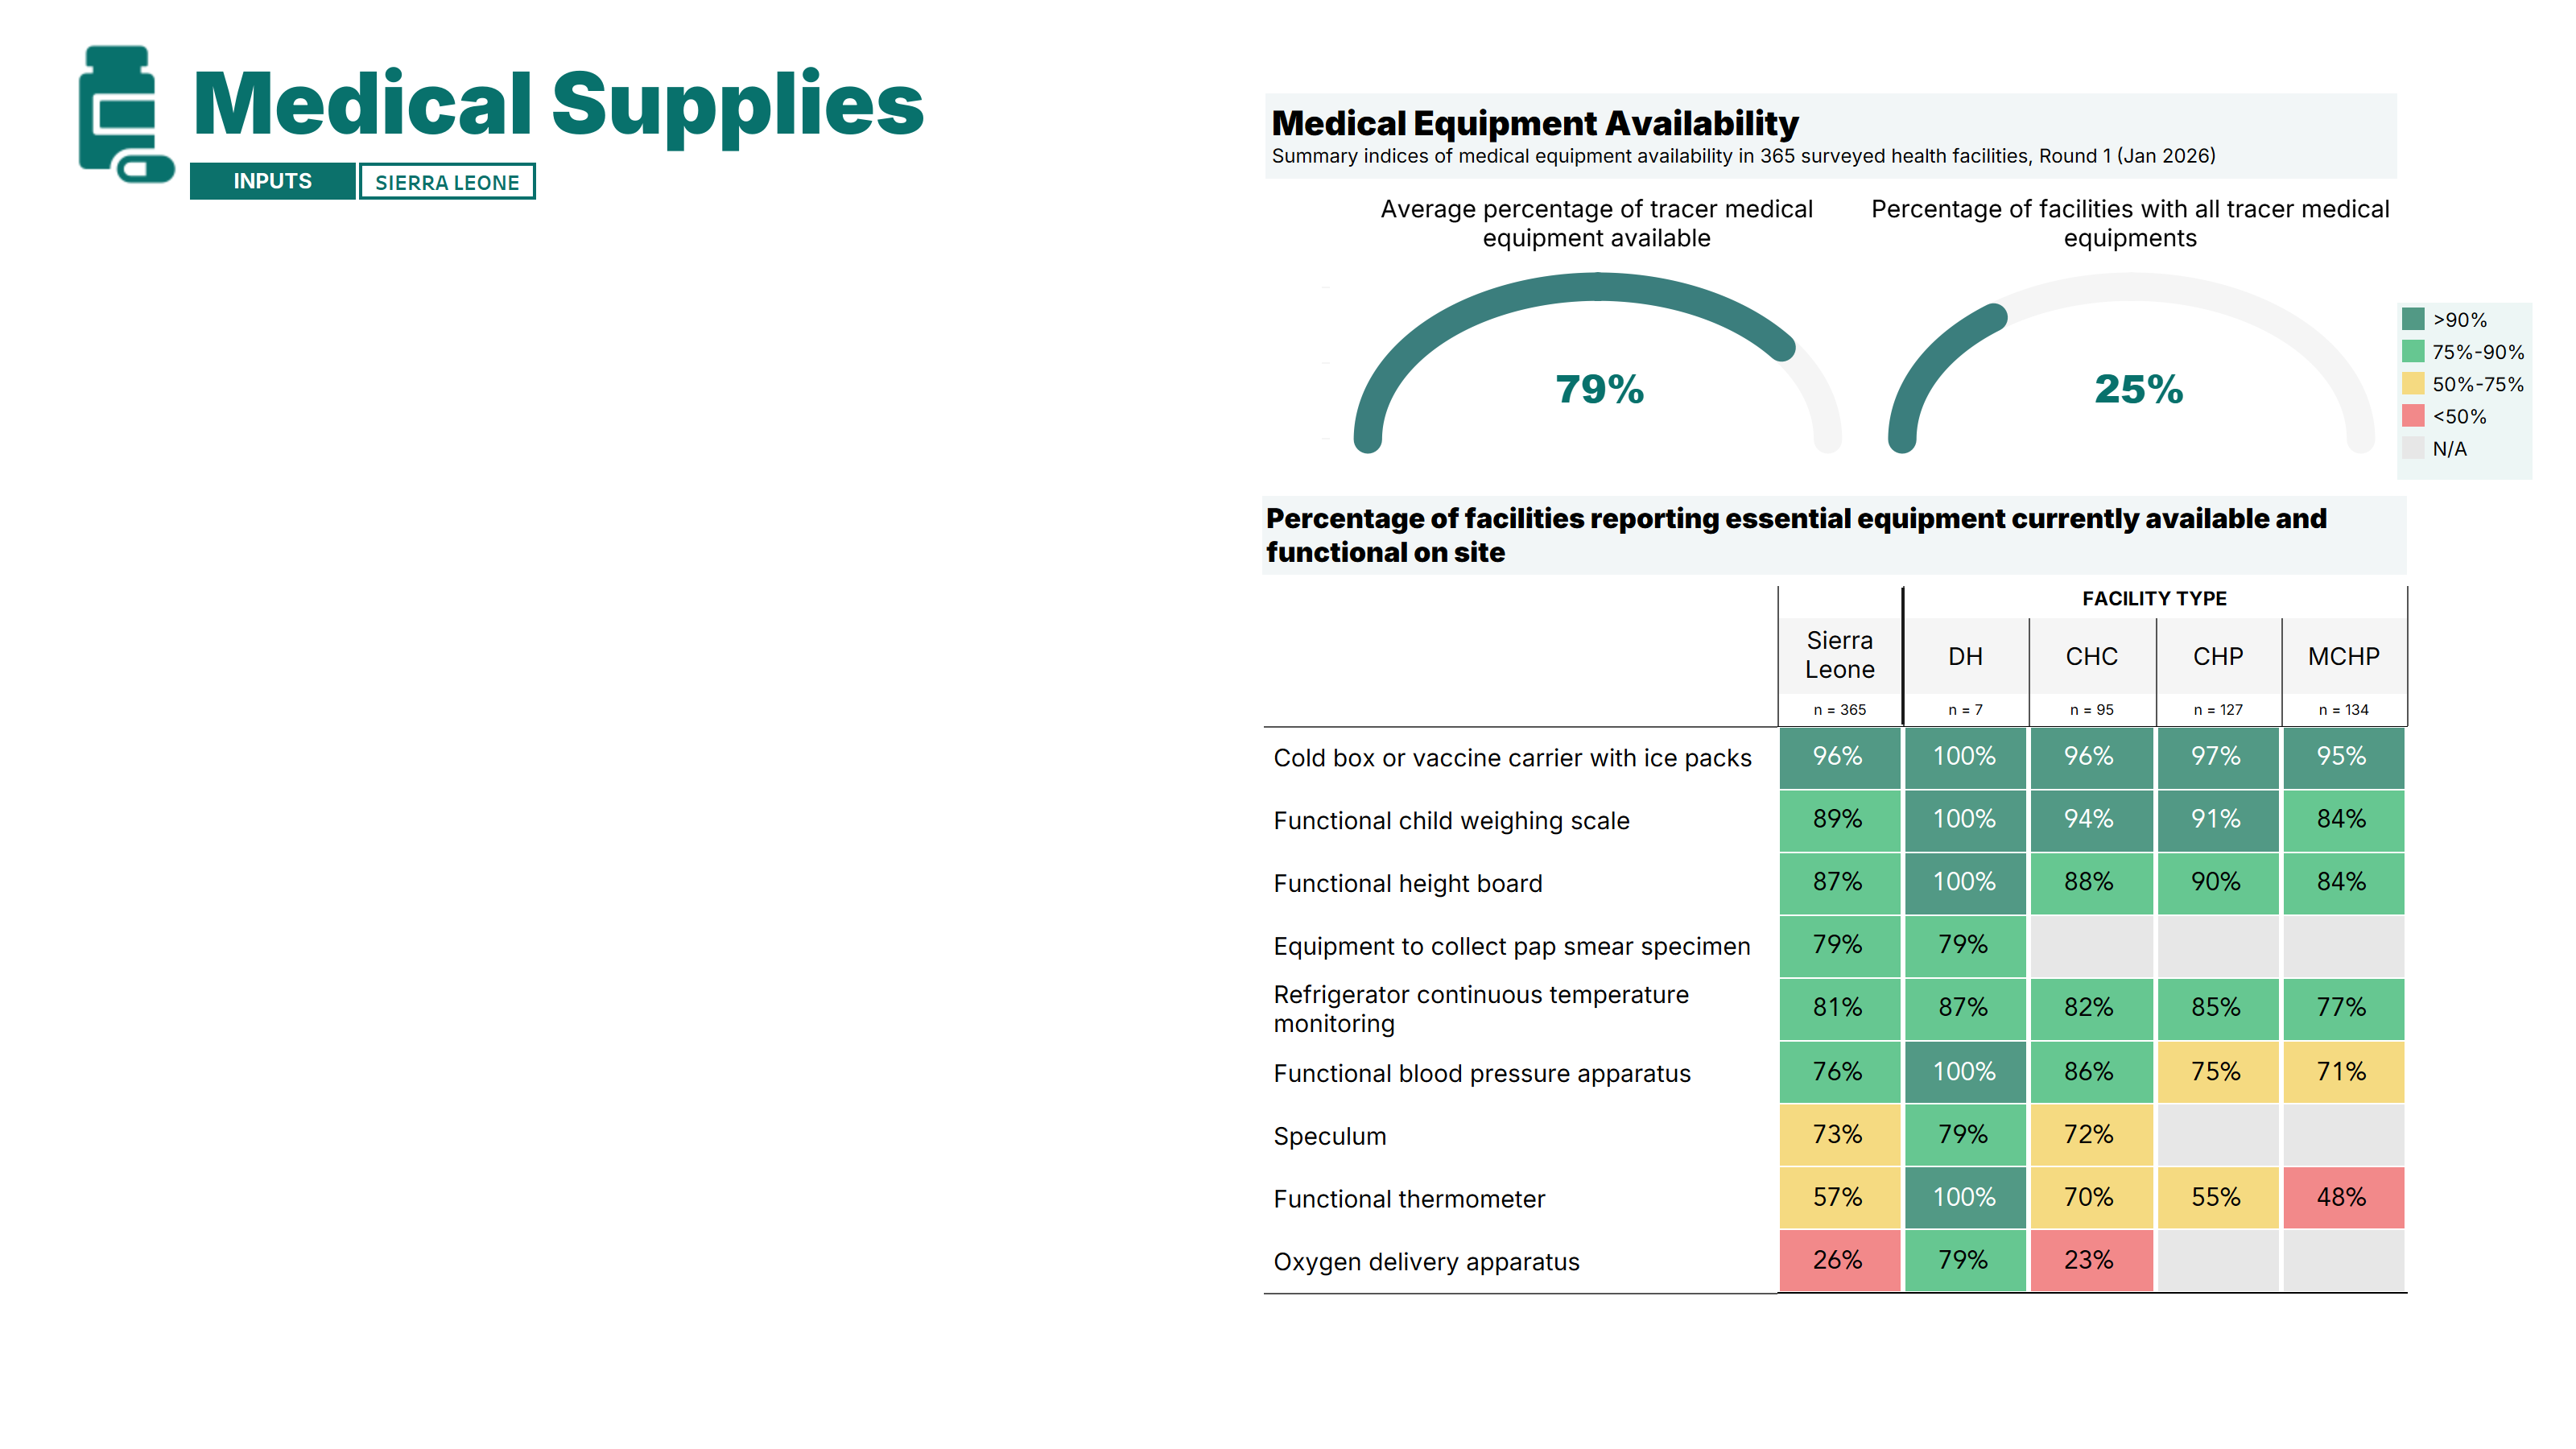 Medical Supplies
INPUTS
SIERRA LEONE
Medical Equipment Availability
Summary indices of medical equipment availability in 365 surveyed health facilities, Round 1 (Jan 2026)
Average percentage of tracer medical
equipment available
79%
Percentage of facilities with all tracer medical
equipments
25%
>90%
75%-90%
50%-75%
<50%
N/A
Percentage of facilities reporting essential equipment currently available and
functional on site
FACILITY TYPE
Sierra
Leone
DH CHC CHP MCHP
n = 365 n = 7 n = 95 n = 127 n = 134
Cold box or vaccine carrier with ice packs 96% 100% 96% 97% 95%
Functional child weighing scale 89% 100% 94% 91% 84%
Functional height board 87% 100% 88% 90% 84%
Equipment to collect pap smear specimen 79% 79%
Refrigerator continuous temperature
monitoring 81% 87% 82% 85% 77%
Functional blood pressure apparatus 76% 100% 86% 75% 71%
Speculum 73% 79% 72%
Functional thermometer 57% 100% 70% 55% 48%
Oxygen delivery apparatus 26% 79% 23%